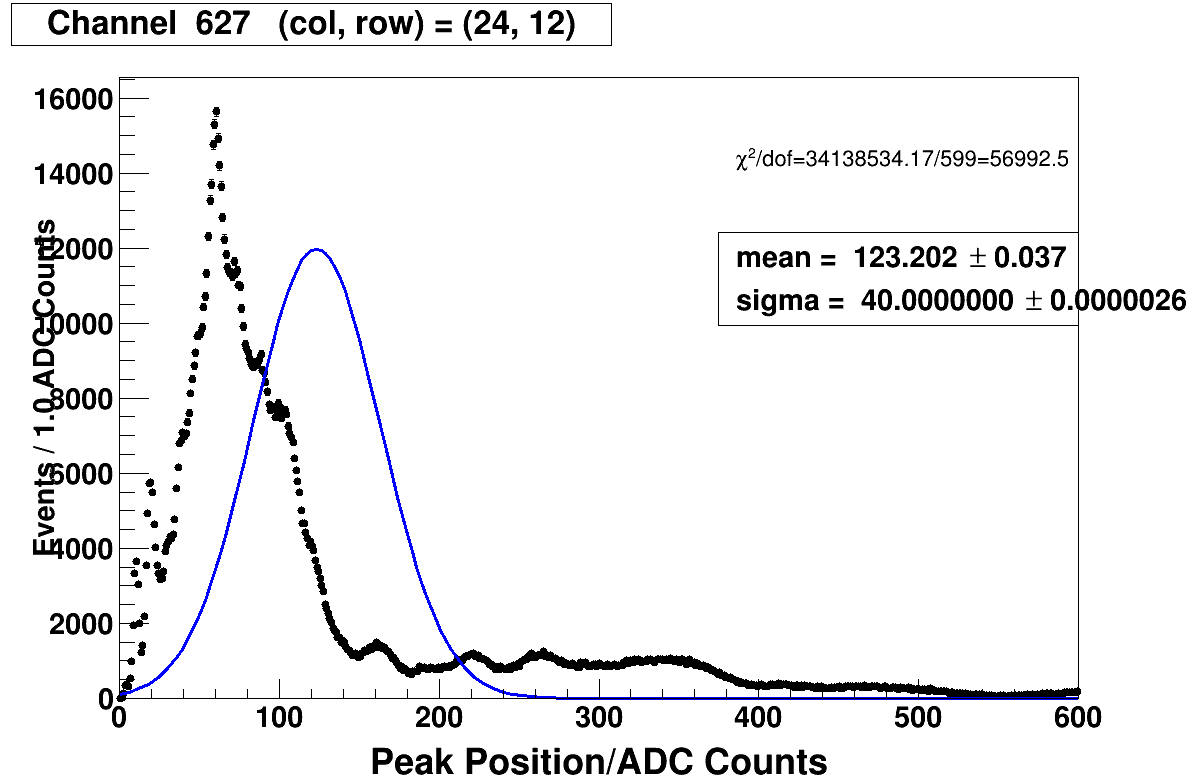 Channel 627 (col, row) = (24, 12)
16000
14000
12000
10000
8000
6000
4000
2000
0
Events / 1.0 ADC Counts
χ²/dof=34138534.17/599=56992.5
mean = 123.202 ± 0.037
sigma = 40.0000000 ± 0.0000026
0 100 200 300 400 500 600
Peak Position/ADC Counts